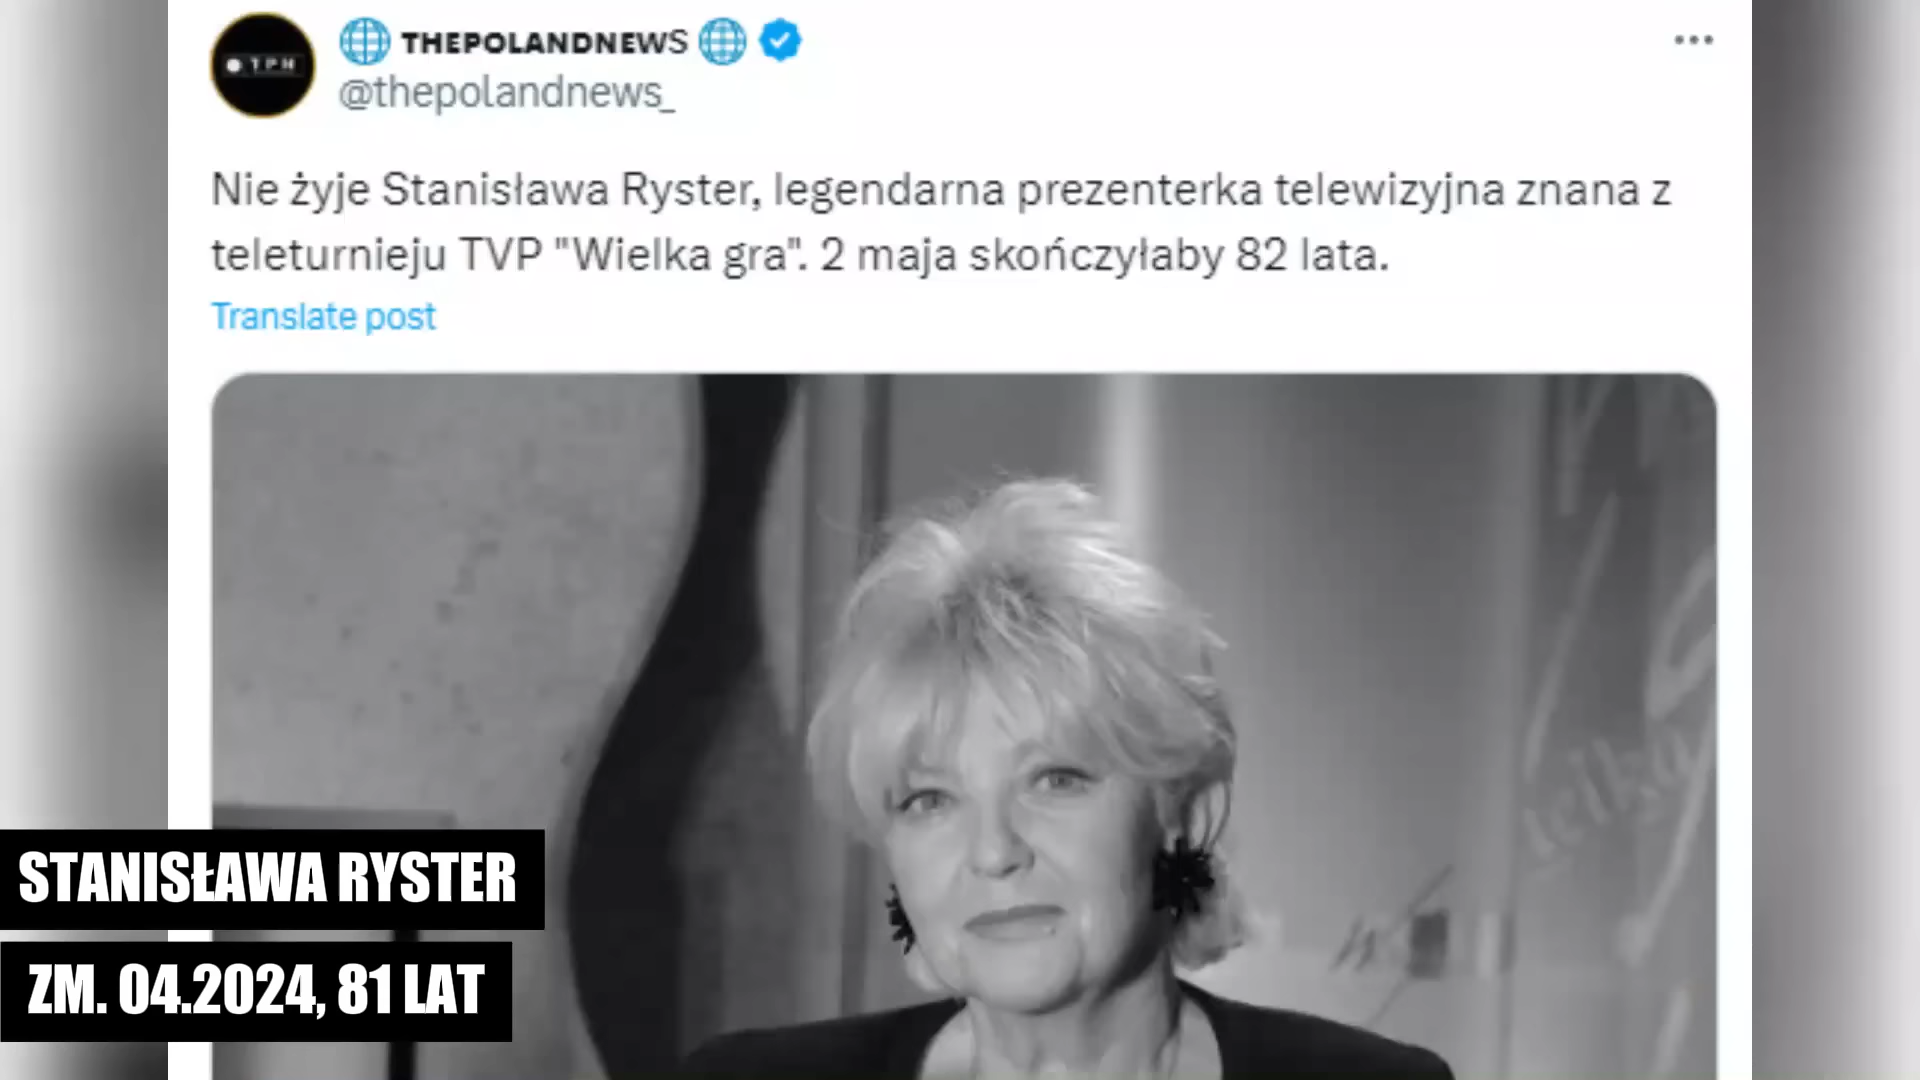 TPN
THEPOLANDNEWS
@thepolandnews_
Nie żyje Stanisława Ryster, legendarna prezenterka telewizyjna znana z
teleturnieju TVP "Wielka gra". 2 maja skończyłaby 82 lata.
Translate post
STANISŁAWA RYSTER
ZM. 04.2024, 81 LAT